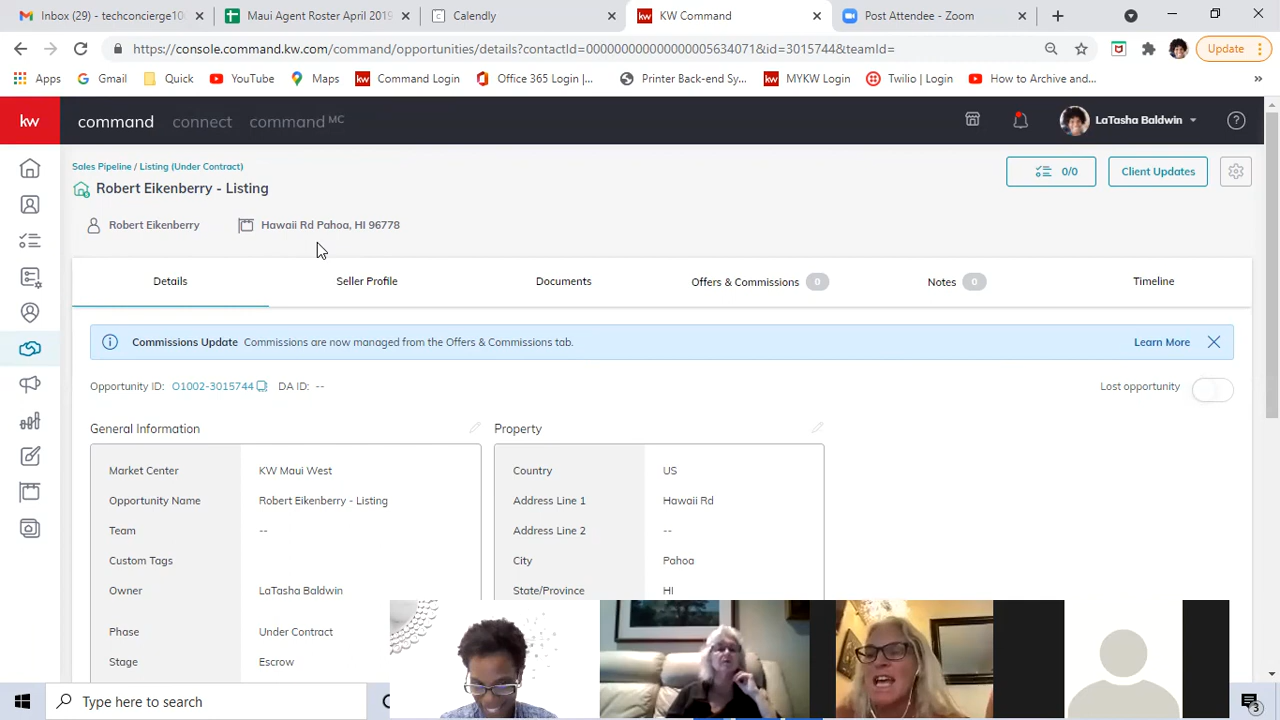 Inbox (29) - techconcierge10
Maui Agent Roster April 2019
Calendly
KW Command
Post Attendee - Zoom
https://console.command.kw.com/command/opportunities/details?contactId=00000000000000005634071&id=3015744&teamId=
Update
Apps
Gmail
Quick
YouTube
Maps
kw Command Login
Office 365 Login |...
Printer Back-end Sy...
kw MYKW Login
Twilio | Login
How to Archive and...
»
kw command connect command MC
LaTasha Baldwin
Sales Pipeline / Listing (Under Contract)
Robert Eikenberry - Listing
0/0
Client Updates
Robert Eikenberry
Hawaii Rd Pahoa, HI 96778
Details
Seller Profile
Documents
Offers & Commissions 0
Notes 0
Timeline
Commissions Update Commissions are now managed from the Offers & Commissions tab.
Learn More
Opportunity ID: O1002-3015744 DA ID: --
Lost opportunity
General Information
Market Center KW Maui West
Opportunity Name Robert Eikenberry - Listing
Team --
Custom Tags
Owner LaTasha Baldwin
Phase Under Contract
Stage Escrow
Property
Country US
Address Line 1 Hawaii Rd
Address Line 2 --
City Pahoa
State/Province HI
Type here to search
3